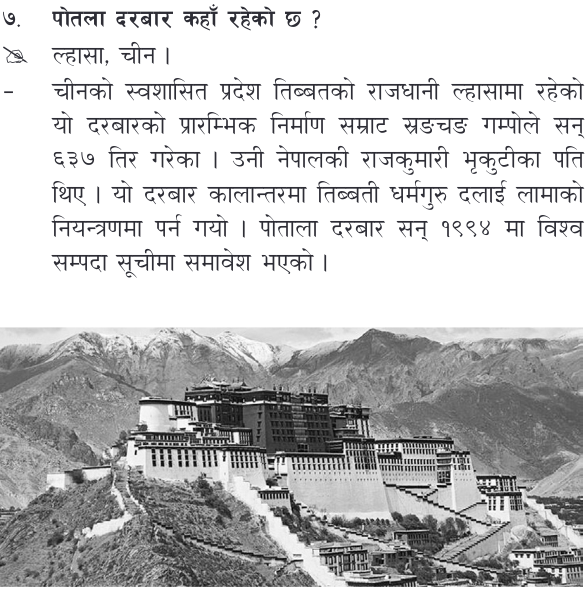 ७. पोतला दरबार कहाँ रहेको छ ?
ल्हासा, चीन ।
– चीनको स्वशासित प्रदेश तिब्बतको राजधानी ल्हासामा रहेको
यो दरबारको प्रारम्भिक निर्माण सम्राट स्रङचङ गम्पोले सन्
६३७ तिर गरेका । उनी नेपालकी राजकुमारी भृकुटीका पति
थिए । यो दरबार कालान्तरमा तिब्बती धर्मगुरु दलाई लामाको
नियन्त्रणमा पर्न गयो । पोताला दरबार सन् १९९४ मा विश्व
सम्पदा सूचीमा समावेश भएको ।